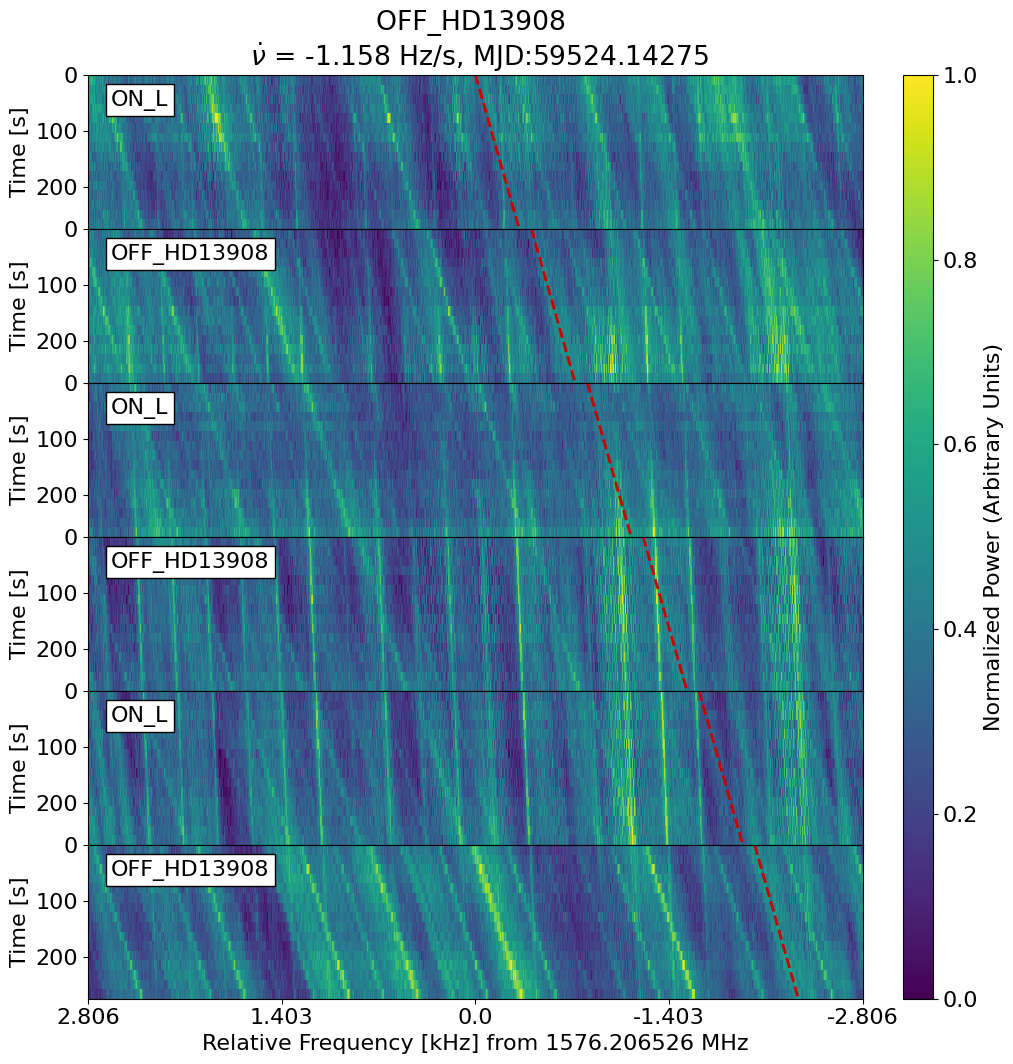 OFF_HD13908
ν̇ = -1.158 Hz/s, MJD:59524.14275
ON_L
OFF_HD13908
ON_L
OFF_HD13908
ON_L
OFF_HD13908
Time [s]
0
100
200
Time [s]
0
100
200
Time [s]
0
100
200
Time [s]
0
100
200
Time [s]
0
100
200
Time [s]
0
100
200
2.806 1.403 0.0 -1.403 -2.806
Relative Frequency [kHz] from 1576.206526 MHz
1.0
0.8
0.6
0.4
0.2
0.0
Normalized Power (Arbitrary Units)